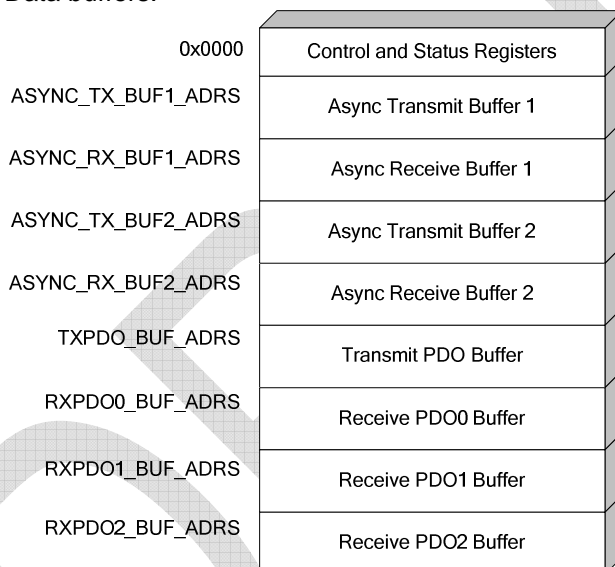 Data buffers.
0x0000 Control and Status Registers
ASYNC_TX_BUF1_ADRS Async Transmit Buffer 1
ASYNC_RX_BUF1_ADRS Async Receive Buffer 1
ASYNC_TX_BUF2_ADRS Async Transmit Buffer 2
ASYNC_RX_BUF2_ADRS Async Receive Buffer 2
TXPDO_BUF_ADRS Transmit PDO Buffer
RXPDO0_BUF_ADRS Receive PDO0 Buffer
RXPDO1_BUF_ADRS Receive PDO1 Buffer
RXPDO2_BUF_ADRS Receive PDO2 Buffer